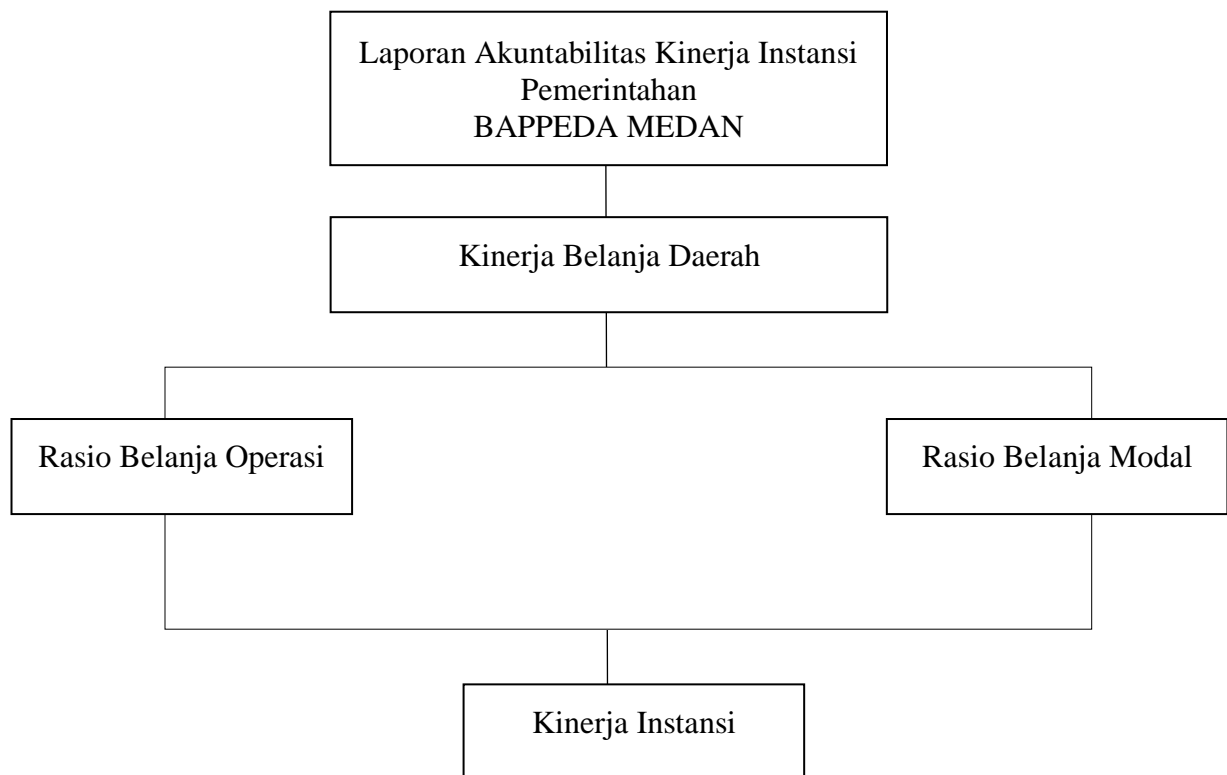 Laporan Akuntabilitas Kinerja Instansi
Pemerintahan
BAPPEDA MEDAN
Kinerja Belanja Daerah
Rasio Belanja Operasi
Rasio Belanja Modal
Kinerja Instansi